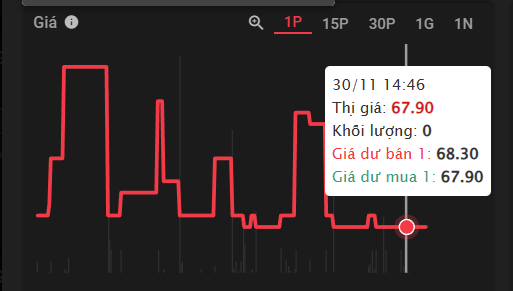 Giá 1P 15P 30P 1G 1N
30/11 14:46
Thị giá: 67.90
Khối lượng: 0
Giá dư bán 1: 68.30
Giá dư mua 1: 67.90